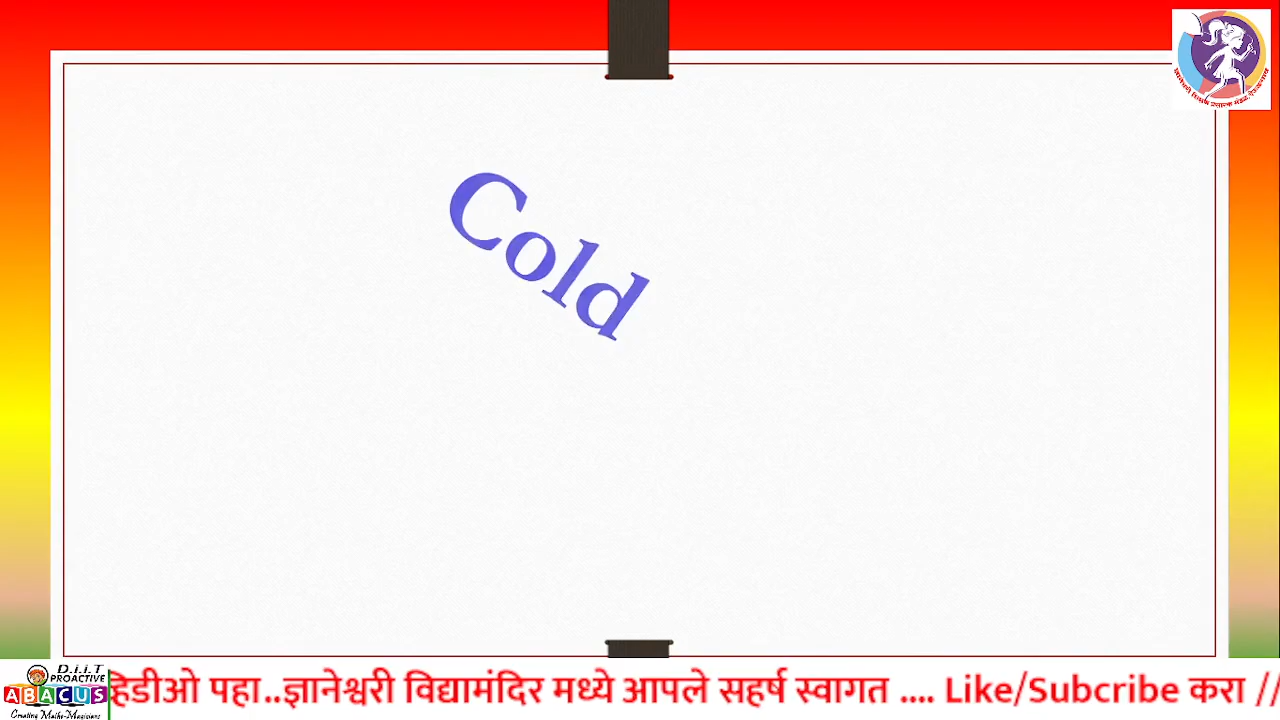 Cold
D.i.i.T
PROACTIVE
ABACUS
Creating Maths-Magicians
हिडीओ पहा..ज्ञानेश्वरी विद्यामंदिर मध्ये आपले सहर्ष स्वागत .... Like/Subcribe करा //